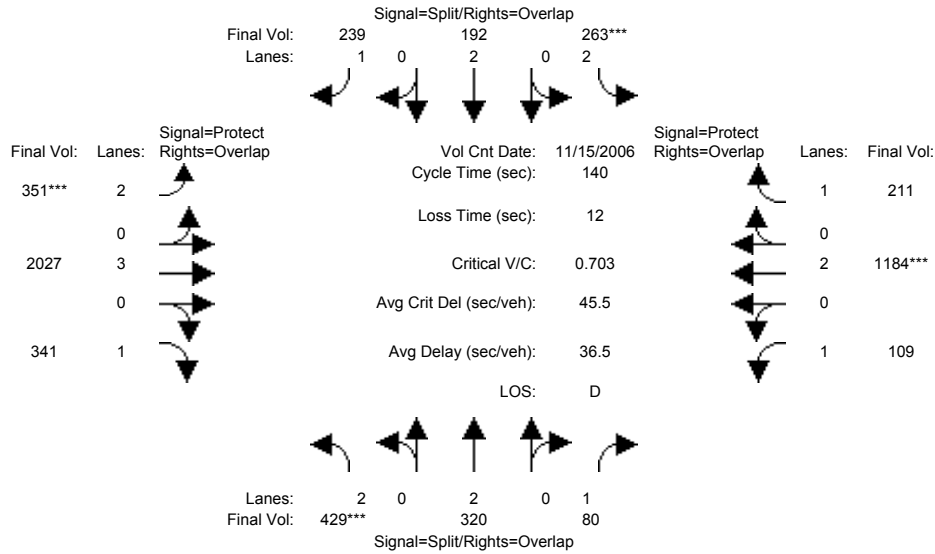 Signal=Split/Rights=Overlap
Final Vol: 239 192 263***
Lanes: 1 0 2 0 2
Signal=Protect Signal=Protect
Final Vol: Lanes: Rights=Overlap Vol Cnt Date: 11/15/2006 Rights=Overlap Lanes: Final Vol:
Cycle Time (sec): 140
351*** 2 1 211
Loss Time (sec): 12
0 0
2027 3 Critical V/C: 0.703 2 1184***
0 Avg Crit Del (sec/veh): 45.5 0
341 1 Avg Delay (sec/veh): 36.5 1 109
LOS: D
Lanes: 2 0 2 0 1
Final Vol: 429*** 320 80
Signal=Split/Rights=Overlap